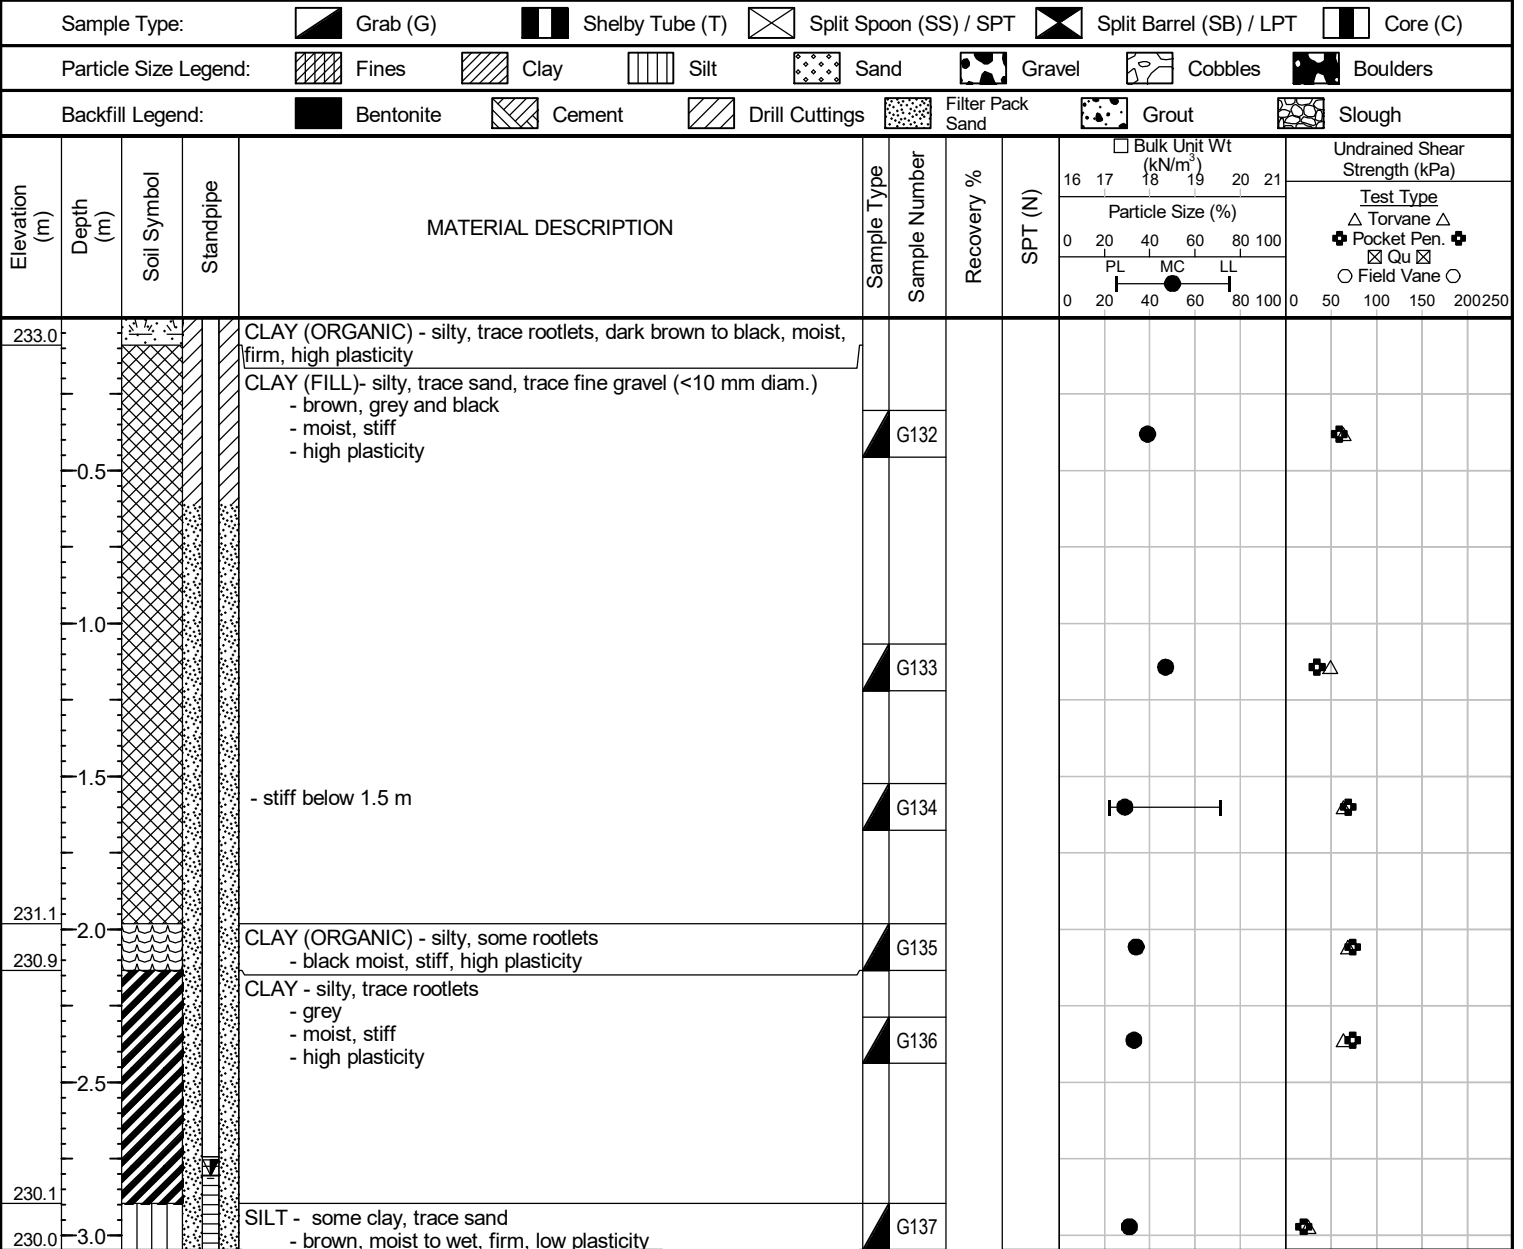 Sample Type: Grab (G) Shelby Tube (T) Split Spoon (SS) / SPT Split Barrel (SB) / LPT Core (C)
Particle Size Legend: Fines Clay Silt Sand Gravel Cobbles Boulders
Backfill Legend: Bentonite Cement Drill Cuttings Filter Pack Sand Grout Slough
Elevation (m)
Depth (m)
Soil Symbol
Standpipe
MATERIAL DESCRIPTION
Sample Type
Sample Number
Recovery %
SPT (N)
Bulk Unit Wt
(kN/m³)
16 17 18 19 20 21
Particle Size (%)
0 20 40 60 80 100
PL MC LL
0 20 40 60 80 100
Undrained Shear
Strength (kPa)
Test Type
Torvane
Pocket Pen.
Qu
Field Vane
0 50 100 150 200 250
233.0
CLAY (ORGANIC) - silty, trace rootlets, dark brown to black, moist,
firm, high plasticity
CLAY (FILL)- silty, trace sand, trace fine gravel (<10 mm diam.)
- brown, grey and black
- moist, stiff
- high plasticity
G132
0.5
1.0
G133
1.5
- stiff below 1.5 m
G134
231.1
2.0
CLAY (ORGANIC) - silty, some rootlets
- black moist, stiff, high plasticity
G135
230.9
CLAY - silty, trace rootlets
- grey
- moist, stiff
- high plasticity
G136
2.5
230.1
SILT - some clay, trace sand
- brown, moist to wet, firm, low plasticity
G137
230.0
3.0